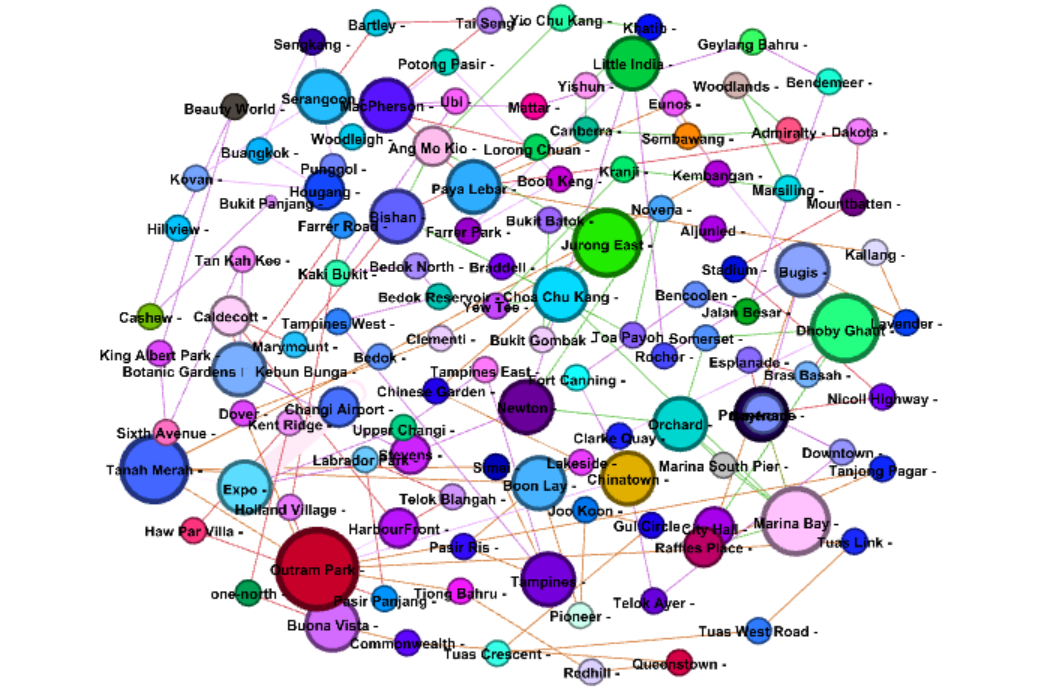 Bartley -
Tai Seng -
Yio Chu Kang -
Khatib -
Sengkang -
Geylang Bahru -
Potong Pasir -
Little India -
Yishun -
Woodlands -
Bendemeer -
Serangoon
MacPherson -
Ubi -
Mattar -
Eunos -
Beauty World -
Woodleigh -
Canberra -
Sembawang -
Admiralty -
Dakota -
Ang Mo Kio -
Lorong Chuan -
Buangkok -
Punggol -
Kovan -
Hougang -
Paya Lebar -
Boon Keng -
Kranji -
Kembangan -
Marsiling -
Bukit Panjang -
Mountbatten -
Hillview -
Farrer Road -
Bishan -
Farrer Park -
Bukit Batok -
Novena -
Aljunied -
Jurong East -
Kallang -
Tan Kah Kee -
Kaki Bukit -
Bedok North -
Braddell -
Stadium -
Bugis -
Bedok Reservoir -
Choa Chu Kang -
Yew Tee -
Bencoolen -
Jalan Besar -
Cashew -
Caldecott -
Tampines West -
Dhoby Ghaut -
Lavender -
Marymount -
Clementi -
Bukit Gombak -
Joa Payoh -
Somerset -
King Albert Park -
Bedok -
Rochor -
Esplanade -
Botanic Gardens |
Kebun Bunga -
Tampines East -
Fort Canning -
Bras Basah -
Chinese Garden -
Nicoll Highway -
Dover -
Changi Airport -
Newton -
Kent Ridge -
Upper Changi -
Orchard -
Sixth Avenue -
Clarke Quay -
Stevens -
Downtown -
Tanah Merah -
Labrador Park -
Simei -
Lakeside -
Marina South Pier -
Tanjong Pagar -
Expo -
Boon Lay -
Chinatown -
Holland Village -
Telok Blangah -
Joo Koon -
Haw Par Villa -
HarbourFront -
Gul Circle
City Hall -
Marina Bay -
Pasir Ris -
Raffles Place -
Tuas Link -
Outram Park -
Tampines -
one-north -
Pasir Panjang -
Tiong Bahru -
Telok Ayer -
Pioneer -
Buona Vista -
Tuas West Road -
Commonwealth -
Tuas Crescent -
Redhill -
Queenstown -